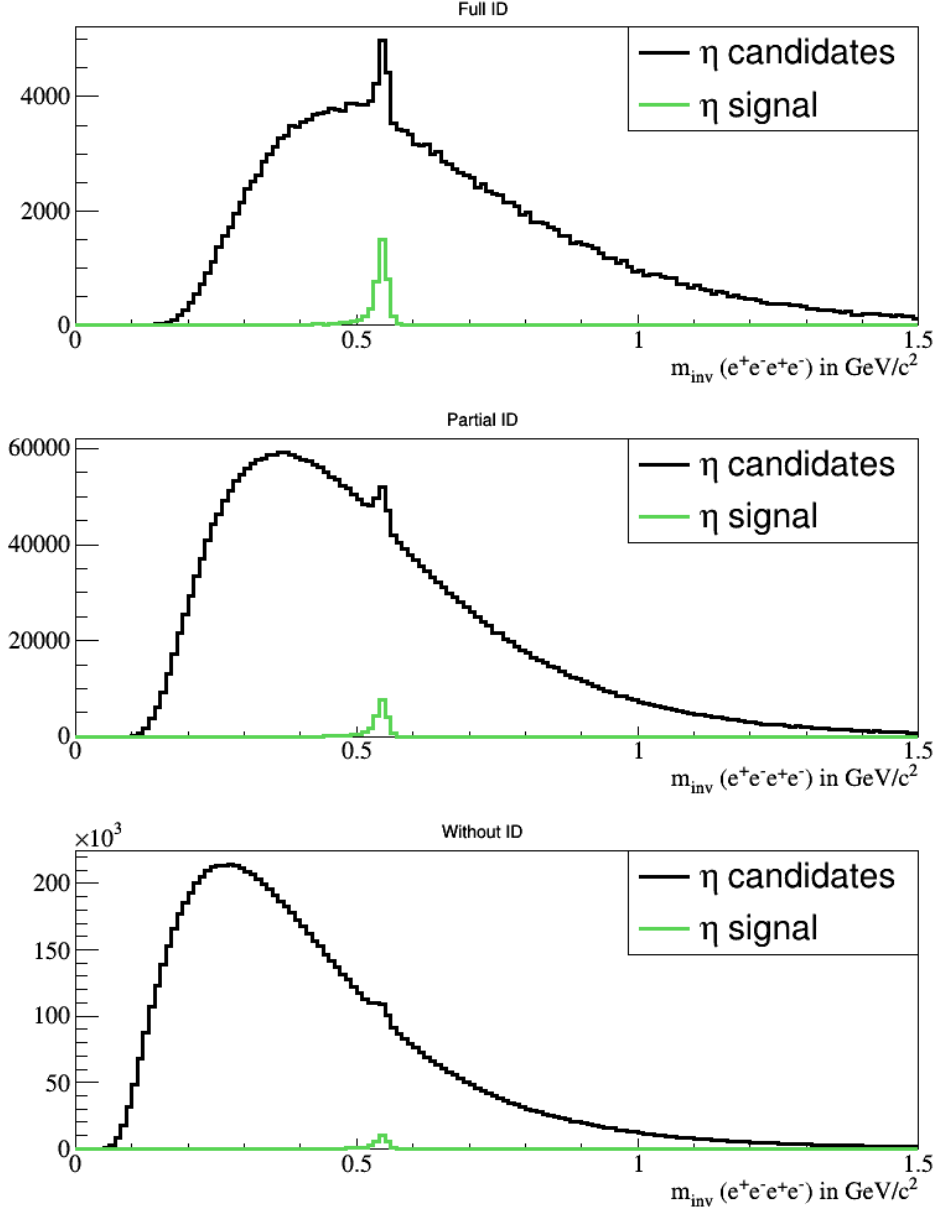 Full ID
η candidates
η signal
4000
2000
0
0 0.5 1 1.5
m_inv (e⁺e⁻e⁺e⁻) in GeV/c²
Partial ID
η candidates
η signal
60000
40000
20000
0
0 0.5 1 1.5
m_inv (e⁺e⁻e⁺e⁻) in GeV/c²
Without ID
×10³
η candidates
η signal
200
150
100
50
0
0 0.5 1 1.5
m_inv (e⁺e⁻e⁺e⁻) in GeV/c²